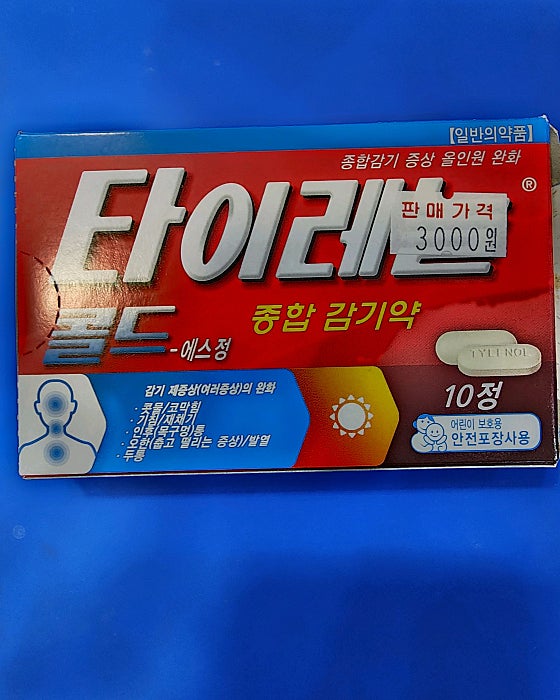 [일반의약품]
종합감기 증상 올인원 완화
타이레놀®
판매가격
3000원
콜드-에스정
종합 감기약
TYLENOL
10정
감기 제증상(여러증상)의 완화
· 콧물/코막힘
· 기침/재채기
· 인후(목구멍)통
· 오한(춥고 떨리는 증상)/발열
· 두통
어린이 보호용
안전포장사용